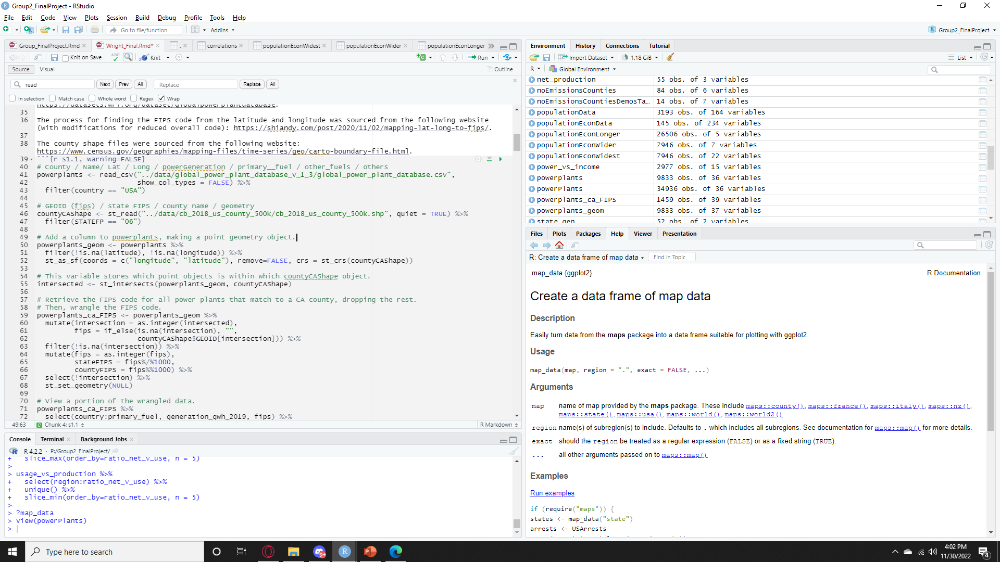 Group2_FinalProject - RStudio
File Edit Code View Plots Session Build Debug Profile Tools Help
Go to file/function
Addins
Group2_FinalProject
Group_FinalProject.Rmd
Wright_Final.Rmd*
.
correlations
populationEconWidest
populationEconWider
populationEconLonger
Knit on Save
ABC
Knit
Run
Source
Visual
Outline
read
Next
Prev
All
Replace
Replace
All
In selection
Match case
Whole word
Regex
Wrap
https://datasets.wri.org/dataset/globalpowerplantdatabase.
35
36 The process for finding the FIPS code from the latitude and longitude was sourced from the following website
(with modifications for reduced overall code): https://shiandy.com/post/2020/11/02/mapping-lat-long-to-fips/.
37
38 The county shape files were sourced from the following website:
https://www.census.gov/geographies/mapping-files/time-series/geo/carto-boundary-file.html.
39 ```{r s1.1, warning=FALSE}
40 # County / Name/ Lat / Long / powerGeneration / primary__fuel / other_fuels / others
41 powerplants <- read_csv("../data/global_power_plant_database_v_1_3/global_power_plant_database.csv",
42 show_col_types = FALSE) %>%
43 filter(country == "USA")
44
45 # GEOID (fips) / state FIPS / county name / geometry
46 countyCAShape <- st_read("../data/cb_2018_us_county_500k/cb_2018_us_county_500k.shp", quiet = TRUE) %>%
47 filter(STATEFP == "06")
48
49 # Add a column to powerplants, making a point geometry object.
50 powerplants_geom <- powerplants %>%
51 filter(!is.na(latitude), !is.na(longitude)) %>%
52 st_as_sf(coords = c("longitude", "latitude"), remove=FALSE, crs = st_crs(countyCAShape))
53
54 # This variable stores which point objects is within which countyCAShape object.
55 intersected <- st_intersects(powerplants_geom, countyCAShape)
56
57 # Retrieve the FIPS code for all power plants that match to a CA county, dropping the rest.
58 # Then, wrangle the FIPS code.
59 powerplants_ca_FIPS <- powerplants_geom %>%
60 mutate(intersection = as.integer(intersected),
61 fips = if_else(is.na(intersection), "",
62 countyCAShape$GEOID[intersection])) %>%
63 filter(!is.na(intersection)) %>%
64 mutate(fips = as.integer(fips),
65 stateFIPS = fips%/%1000,
66 countyFIPS = fips%%1000) %>%
67 select(!intersection) %>%
68 st_set_geometry(NULL)
69
70 # View a portion of the wrangled data.
71 powerplants_ca_FIPS %>%
72 select(country:primary_fuel, generation_gwh_2019, fips) %>%
49:63
Chunk 4: s1.1
R Markdown
Console
Terminal
Background Jobs
R 4.2.2 · P:/Group2_FinalProject/
+ slice_max(order_by=ratio_net_v_use, n = 5)
>
> usage_vs_production %>%
+ select(region:ratio_net_v_use) %>%
+ unique() %>%
+ slice_min(order_by=ratio_net_v_use, n = 5)
>
> ?map_data
> View(powerPlants)
>
Environment
History
Connections
Tutorial
Import Dataset
1.18 GiB
List
R
Global Environment
net_production 55 obs. of 3 variables
noEmissionsCounties 84 obs. of 6 variables
noEmissionsCountiesDemosTa… 14 obs. of 7 variables
populationData 3193 obs. of 164 variables
populationEconData 145 obs. of 234 variables
populationEconLonger 26506 obs. of 5 variables
populationEconWider 7946 obs. of 7 variables
populationEconWidest 7946 obs. of 22 variables
power_vs_income 2977 obs. of 15 variables
powerplants 9833 obs. of 36 variables
powerPlants 34936 obs. of 36 variables
powerplants_ca_FIPS 1459 obs. of 39 variables
powerplants_geom 9833 obs. of 37 variables
state_gen 52 obs. of 2 variables
Files
Plots
Packages
Help
Viewer
Presentation
R: Create a data frame of map data
Find in Topic
map_data {ggplot2}
R Documentation
Create a data frame of map data
Description
Easily turn data from the maps package into a data frame suitable for plotting with ggplot2.
Usage
map_data(map, region = ".", exact = FALSE, ...)
Arguments
map name of map provided by the maps package. These include maps::county(), maps::france(), maps::italy(), maps::nz(),
maps::state(), maps::usa(), maps::world(), maps::world2().
region name(s) of subregion(s) to include. Defaults to . which includes all subregions. See documentation for maps::map() for more details.
exact should the region be treated as a regular expression (FALSE) or as a fixed string (TRUE).
... all other arguments passed on to maps::map()
Examples
Run examples
if (require("maps")) {
states <- map_data("state")
arrests <- USArrests
Type here to search
9+
4:02 PM
11/30/2022
4